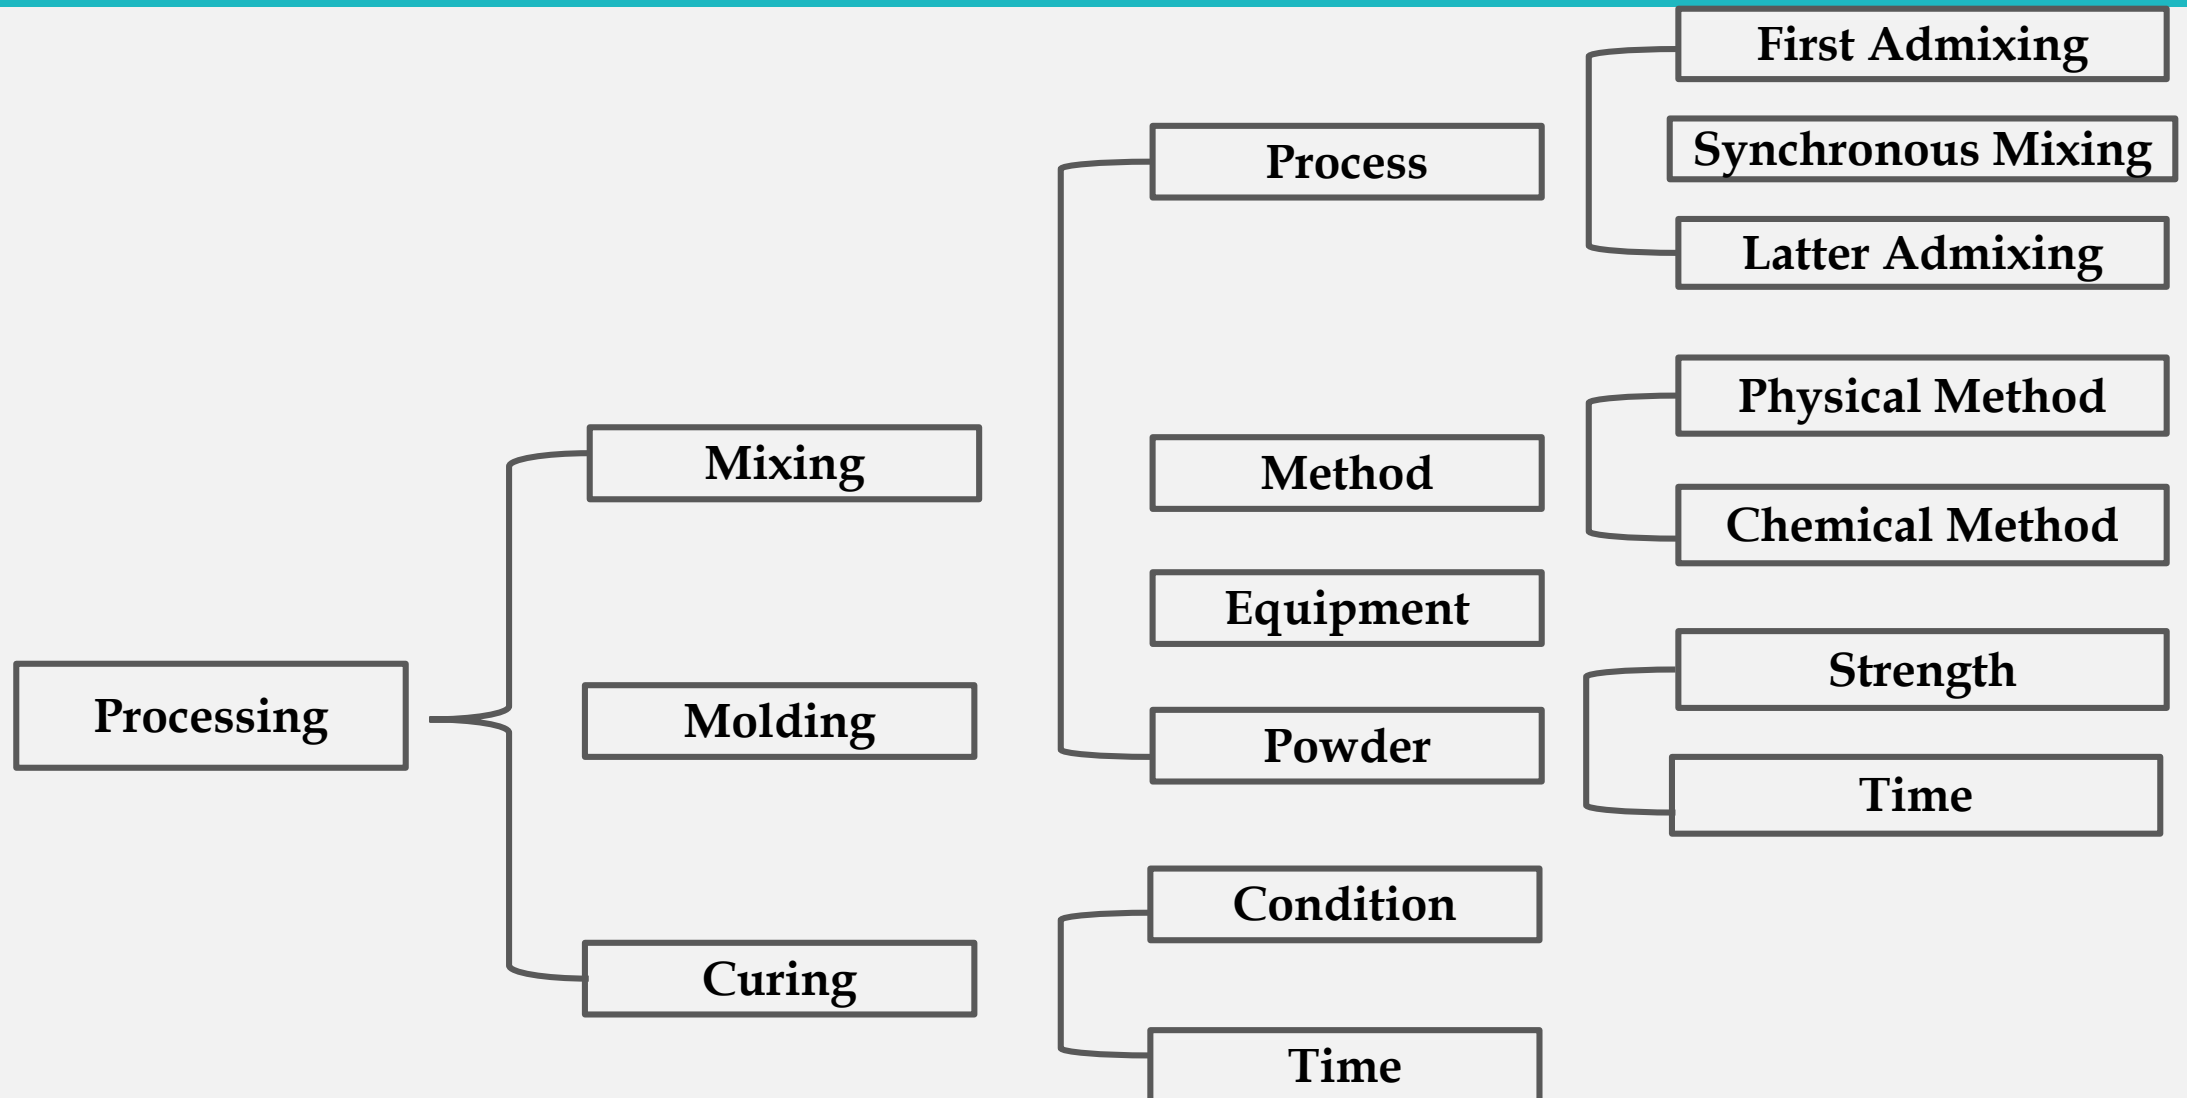 Processing
Mixing
Molding
Curing
Process
Method
Equipment
Powder
Condition
Time
First Admixing
Synchronous Mixing
Latter Admixing
Physical Method
Chemical Method
Strength
Time